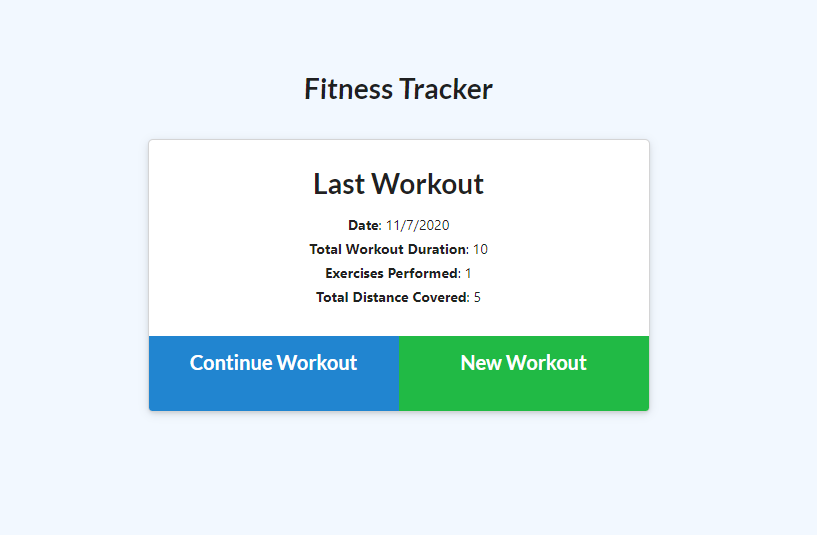 Fitness Tracker
Last Workout
Date: 11/7/2020
Total Workout Duration: 10
Exercises Performed: 1
Total Distance Covered: 5
Continue Workout
New Workout